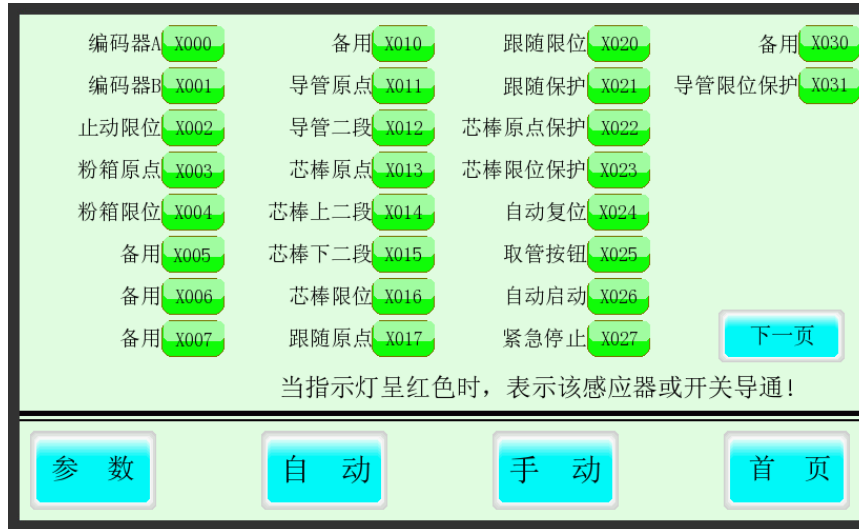 编码器A X000 备用 X010 跟随限位 X020 备用 X030
编码器B X001 导管原点 X011 跟随保护 X021 导管限位保护 X031
止动限位 X002 导管二段 X012 芯棒原点保护 X022
粉箱原点 X003 芯棒原点 X013 芯棒限位保护 X023
粉箱限位 X004 芯棒上二段 X014 自动复位 X024
备用 X005 芯棒下二段 X015 取管按钮 X025
备用 X006 芯棒限位 X016 自动启动 X026
备用 X007 跟随原点 X017 紧急停止 X027 下一页
当指示灯呈红色时，表示该感应器或开关导通!
参 数 自 动 手 动 首 页